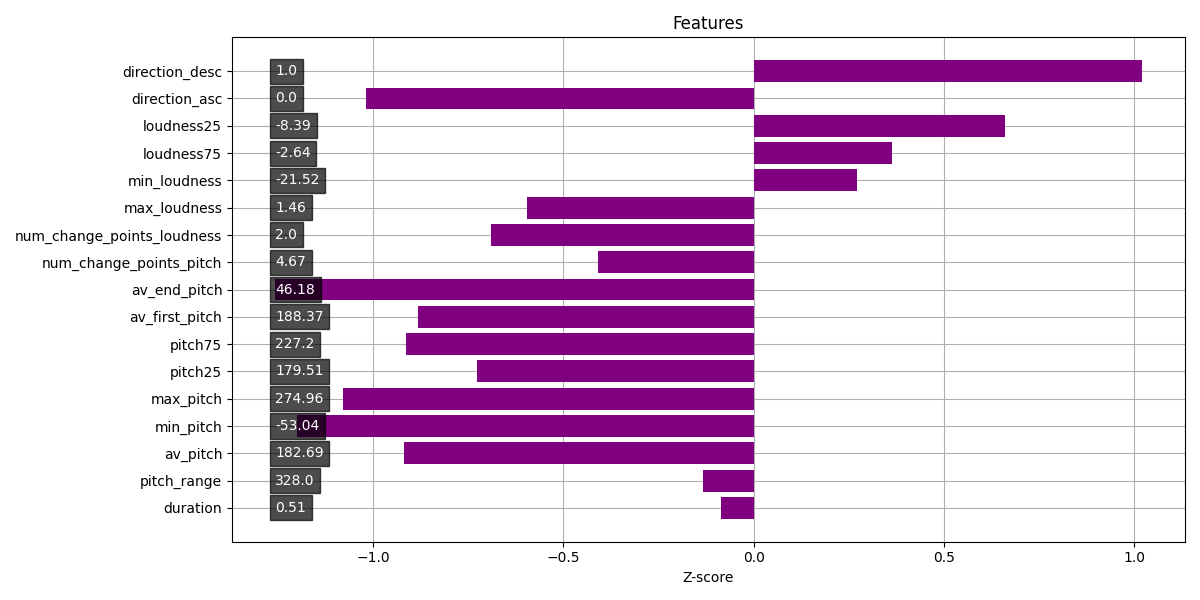 Features
direction_desc 1.0
direction_asc 0.0
loudness25 -8.39
loudness75 -2.64
min_loudness -21.52
max_loudness 1.46
num_change_points_loudness 2.0
num_change_points_pitch 4.67
av_end_pitch 46.18
av_first_pitch 188.37
pitch75 227.2
pitch25 179.51
max_pitch 274.96
min_pitch -53.04
av_pitch 182.69
pitch_range 328.0
duration 0.51
−1.0 −0.5 0.0 0.5 1.0
Z-score